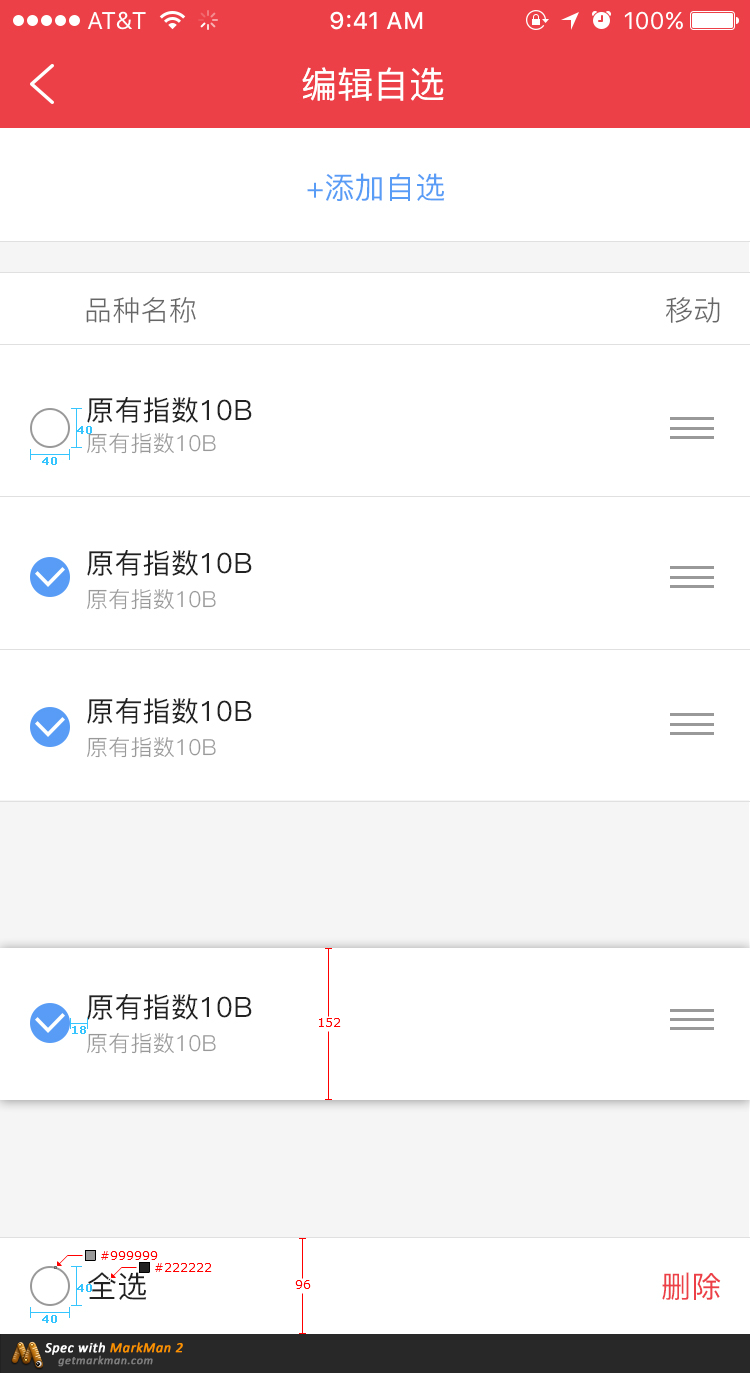 AT&T 9:41 AM 100%
编辑自选
+添加自选
品种名称 移动
原有指数10B
40
原有指数10B
40
原有指数10B
原有指数10B
原有指数10B
原有指数10B
原有指数10B
152
18
原有指数10B
#999999
#222222
40 全选 96 删除
40
Spec with MarkMan 2
getmarkman.com